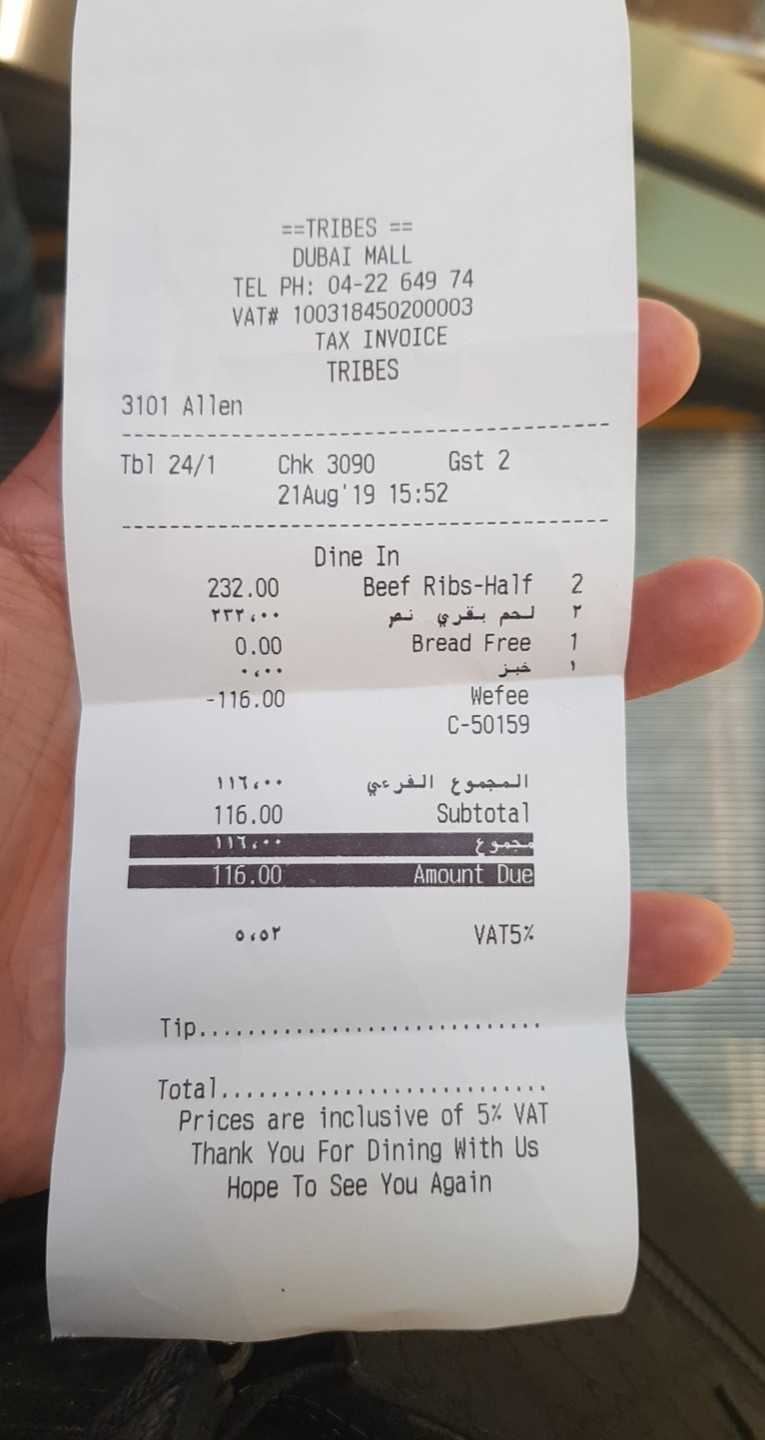 ==TRIBES ==
DUBAI MALL
TEL PH: 04-22 649 74
VAT# 100318450200003
TAX INVOICE
TRIBES
3101 Allen
Tbl 24/1 Chk 3090 Gst 2
21Aug'19 15:52
Dine In
232.00 Beef Ribs-Half 2
٢ لحم بقري نص ٢٣٢،٠٠
0.00 Bread Free 1
١ خبز ٠،٠٠
-116.00 Wefee
C-50159
المجموع الفرعي ١١٦،٠٠
116.00 Subtotal
مجموع ١١٦،٠٠
116.00 Amount Due
٥،٥٢ VAT5%
Tip............................
Total...........................
Prices are inclusive of 5% VAT
Thank You For Dining With Us
Hope To See You Again